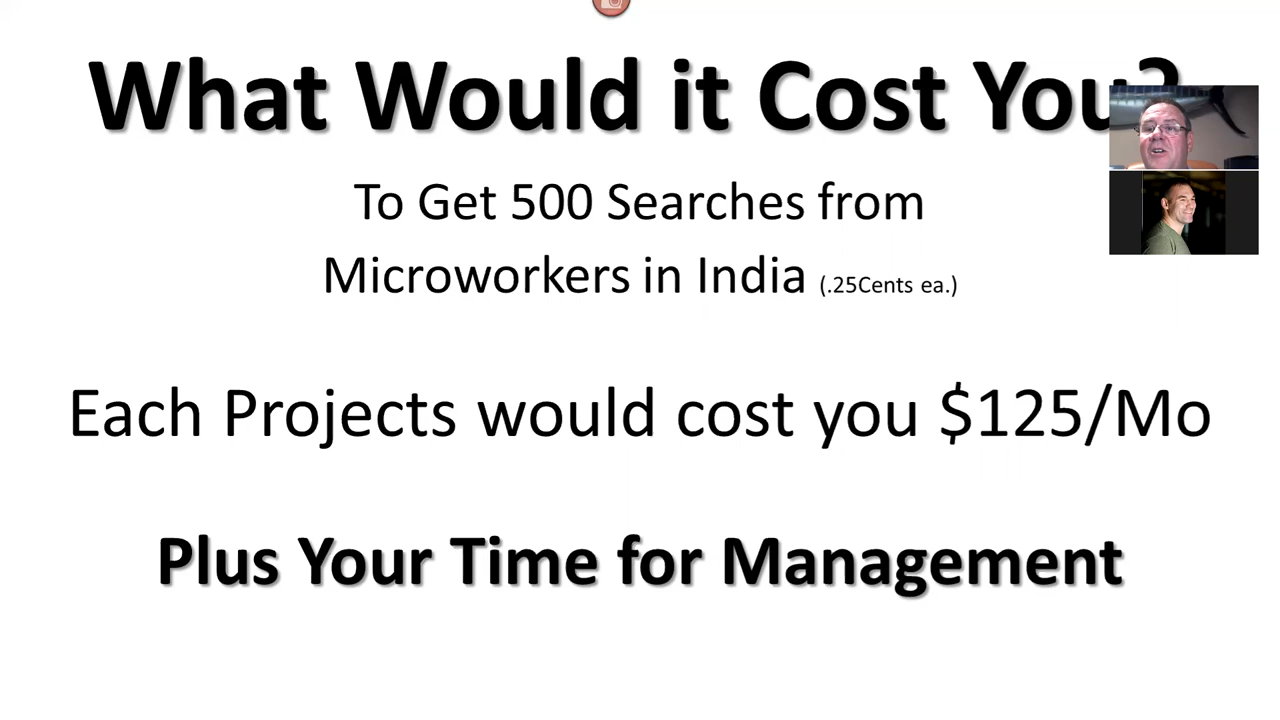 What Would it Cost You?
To Get 500 Searches from
Microworkers in India (.25Cents ea.)
Each Projects would cost you $125/Mo
Plus Your Time for Management